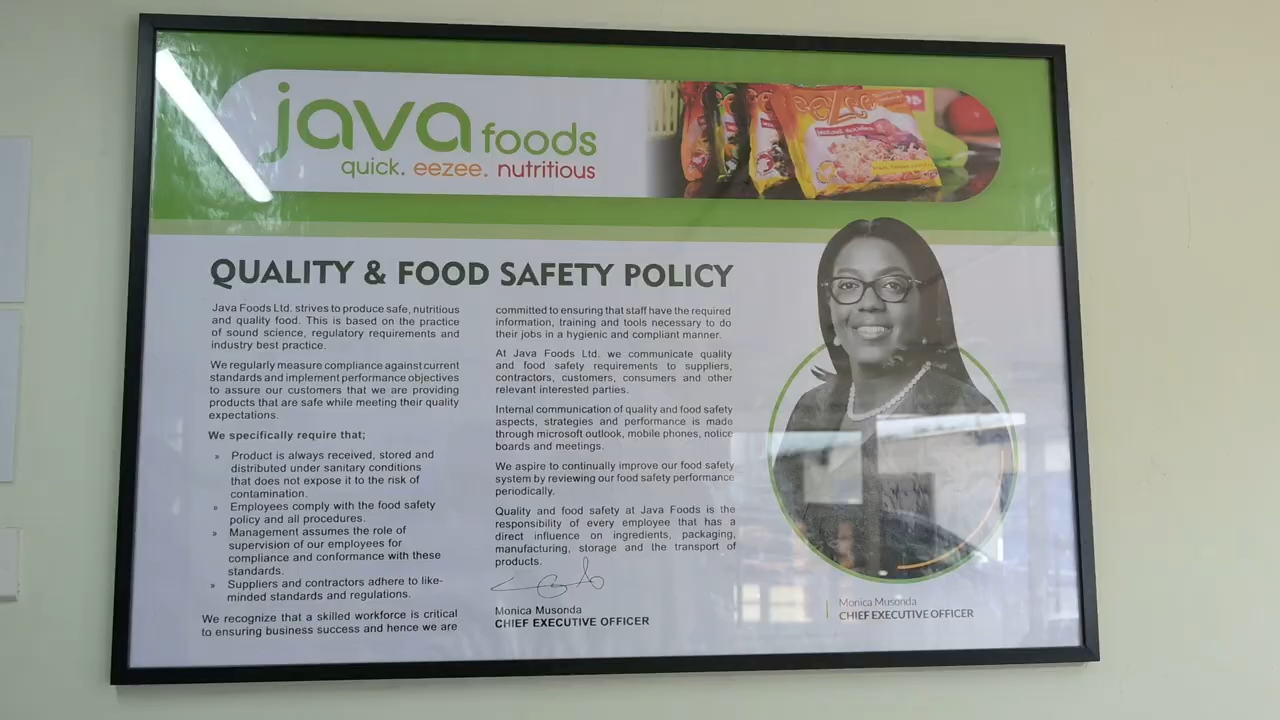 java foods
quick. eezee. nutritious
eeZee
instant noodles
QUALITY & FOOD SAFETY POLICY
Java Foods Ltd. strives to produce safe, nutritious
and quality food. This is based on the practice
of sound science, regulatory requirements and
industry best practice.
We regularly measure compliance against current
standards and implement performance objectives
to assure our customers that we are providing
products that are safe while meeting their quality
expectations.
We specifically require that;
» Product is always received, stored and
distributed under sanitary conditions
that does not expose it to the risk of
contamination.
» Employees comply with the food safety
policy and all procedures.
» Management assumes the role of
supervision of our employees for
compliance and conformance with these
standards.
» Suppliers and contractors adhere to like-
minded standards and regulations.
We recognize that a skilled workforce is critical
to ensuring business success and hence we are
committed to ensuring that staff have the required
information, training and tools necessary to do
their jobs in a hygienic and compliant manner.
At Java Foods Ltd. we communicate quality
and food safety requirements to suppliers,
contractors, customers, consumers and other
relevant interested parties.
Internal communication of quality and food safety
aspects, strategies and performance is made
through microsoft outlook, mobile phones, notice
boards and meetings.
We aspire to continually improve our food safety
system by reviewing our food safety performance
periodically.
Quality and food safety at Java Foods is the
responsibility of every employee that has a
direct influence on ingredients, packaging,
manufacturing, storage and the transport of
products.
Monica Musonda
CHIEF EXECUTIVE OFFICER
Monica Musonda
CHIEF EXECUTIVE OFFICER